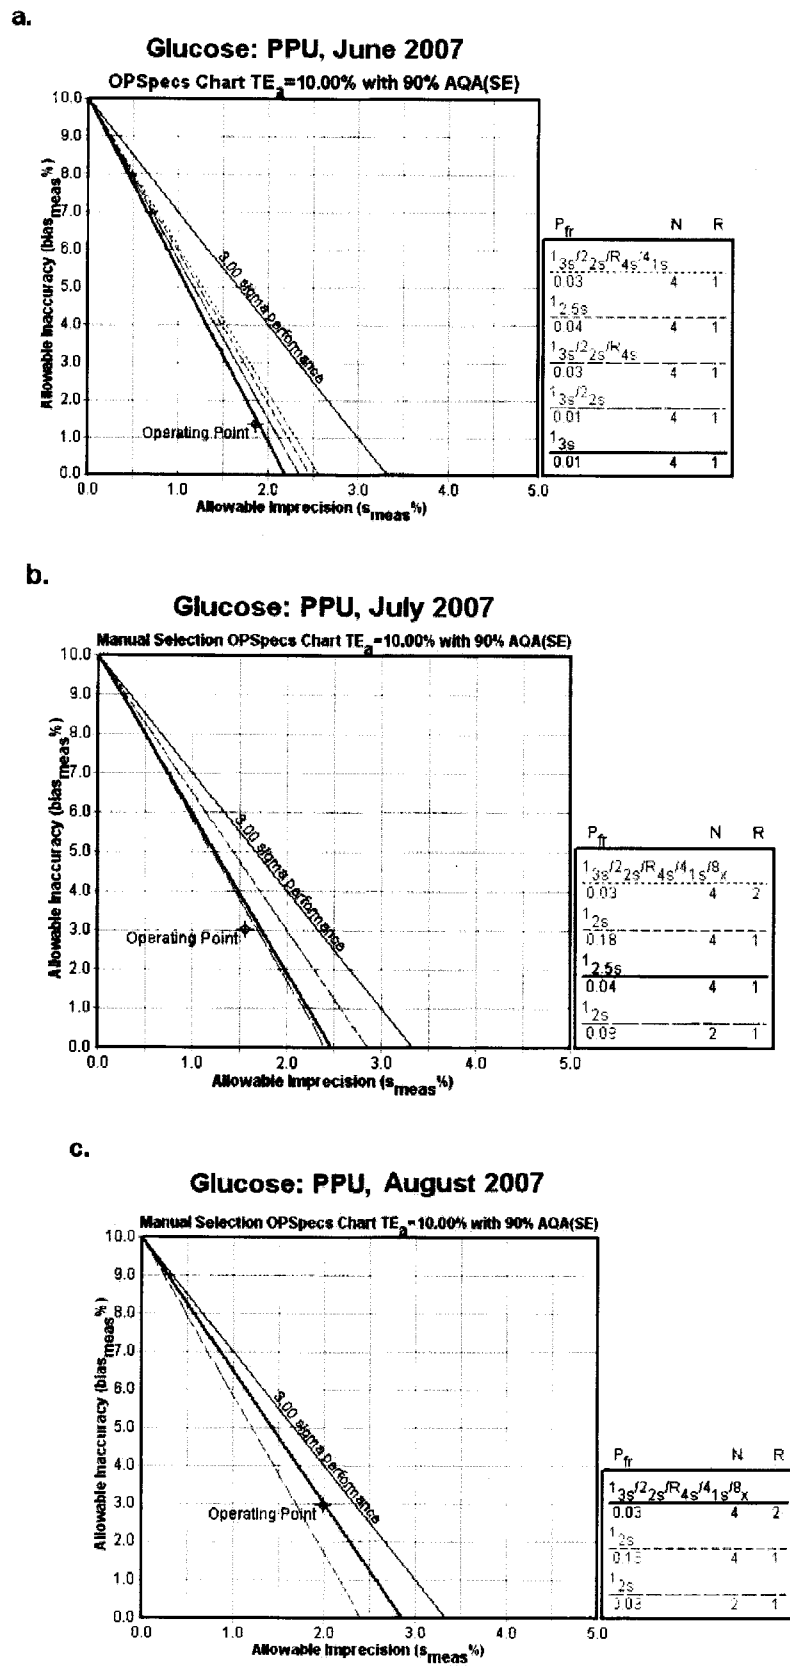 a.
Glucose: PPU, June 2007
OPSpecs Chart TEa=10.00% with 90% AQA(SE)
10.0
9.0
8.0
7.0
6.0
5.0
4.0
3.0
2.0
1.0
0.0
Allowable Inaccuracy (biasmeas%)
3.00 sigma performance
Operating Point
0.0 1.0 2.0 3.0 4.0 5.0
Allowable Imprecision (smeas%)
Pfr N R
13s/22s/R4s/41s
0.03 4 1
12.5s
0.04 4 1
13s/22s/R4s
0.03 4 1
13s/22s
0.01 4 1
13s
0.01 4 1
b.
Glucose: PPU, July 2007
Manual Selection OPSpecs Chart TEa=10.00% with 90% AQA(SE)
10.0
9.0
8.0
7.0
6.0
5.0
4.0
3.0
2.0
1.0
0.0
Allowable Inaccuracy (biasmeas%)
3.00 sigma performance
Operating Point
0.0 1.0 2.0 3.0 4.0 5.0
Allowable Imprecision (smeas%)
Pfr N R
13s/22s/R4s/41s/8x
0.03 4 2
12s
0.18 4 1
12.5s
0.04 4 1
12s
2 1
c.
Glucose: PPU, August 2007
Manual Selection OPSpecs Chart TEa=10.00% with 90% AQA(SE)
10.0
9.0
8.0
7.0
6.0
5.0
4.0
3.0
2.0
1.0
0.0
Allowable Inaccuracy (biasmeas%)
3.00 sigma performance
Operating Point
0.0 1.0 2.0 3.0 4.0 5.0
Allowable Imprecision (smeas%)
Pfr N R
13s/22s/R4s/41s/8x
0.03 4 2
12s
4 1
12s
2 1